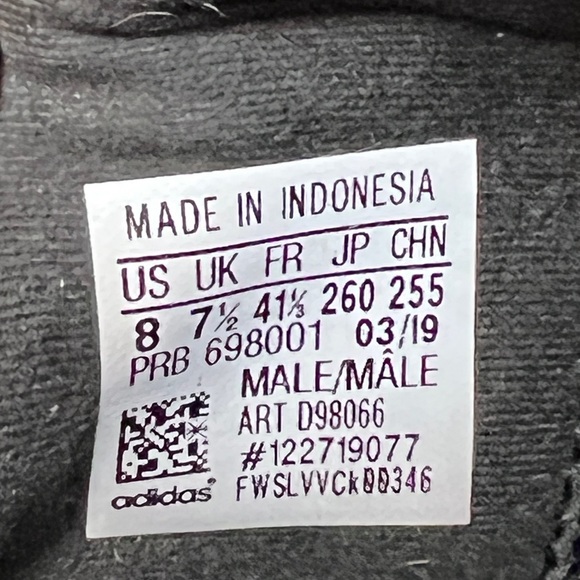 MADE IN INDONESIA
US UK FR JP CHN
8 7½ 41⅓ 260 255
PRB 698001 03/19
MALE/MÂLE
ART D98066
#122719077
adidas